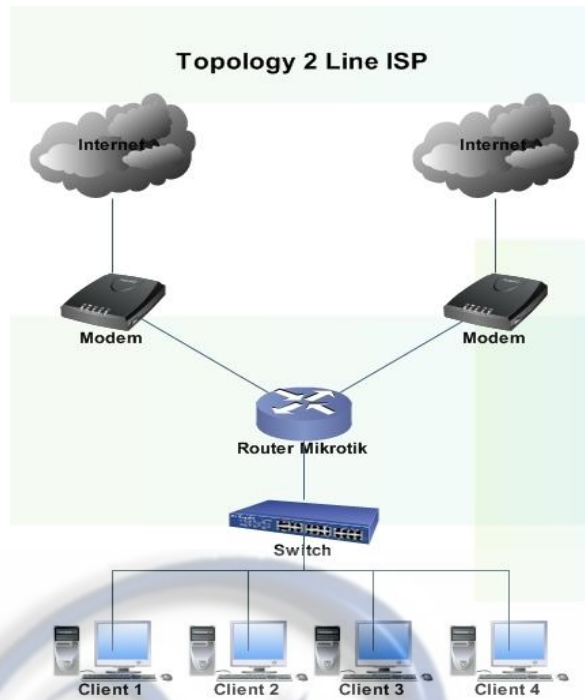 Topology 2 Line ISP
Internet
Internet
Modem
Modem
Router Mikrotik
Switch
Client 1
Client 2
Client 3
Client 4